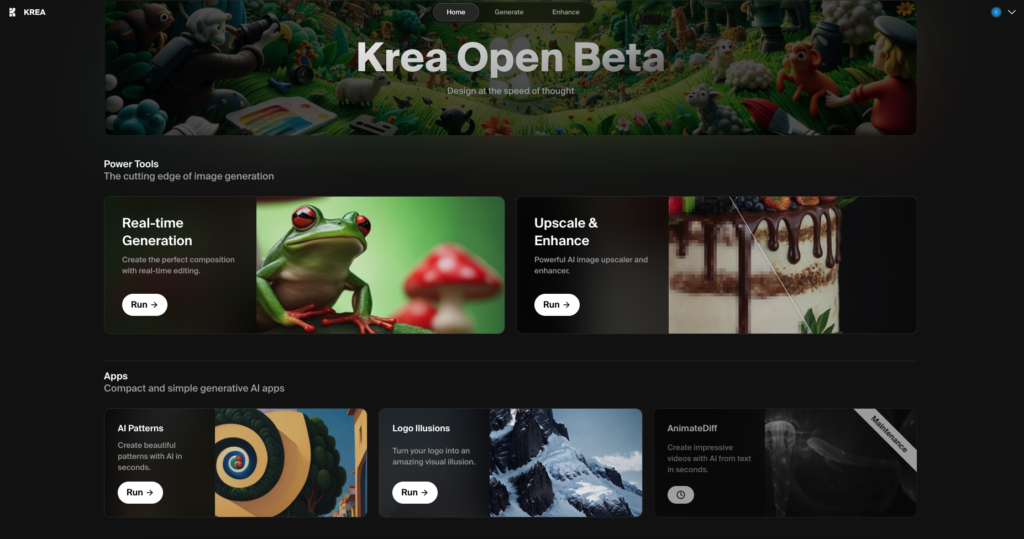 KREA
Home
Generate
Enhance
Krea Open Beta
Design at the speed of thought
Power Tools
The cutting edge of image generation
Real-time
Generation
Create the perfect composition
with real-time editing.
Run →
Upscale &
Enhance
Powerful AI image upscaler and
enhancer.
Run →
Apps
Compact and simple generative AI apps
AI Patterns
Create beautiful
patterns with AI in
seconds.
Run →
Logo Illusions
Turn your logo into an
amazing visual illusion.
Run →
AnimateDiff
Create impressive
videos with AI from text
in seconds.
Maintenance